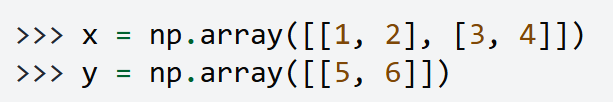 >>> x = np.array([[1, 2], [3, 4]])
>>> y = np.array([[5, 6]])